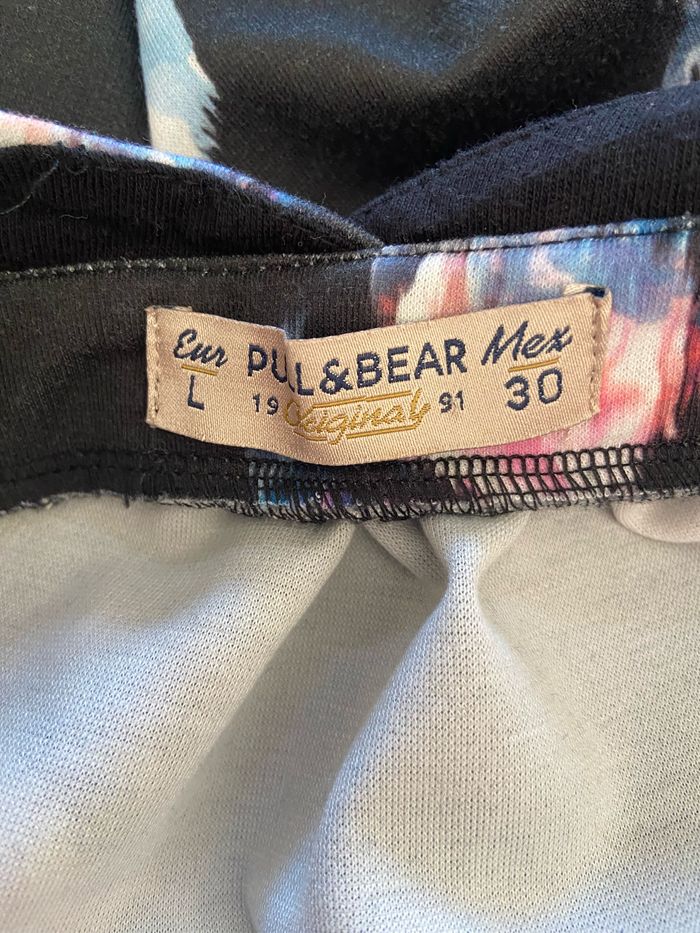 Eur PULL&BEAR Mex
L 19 Original 91 30